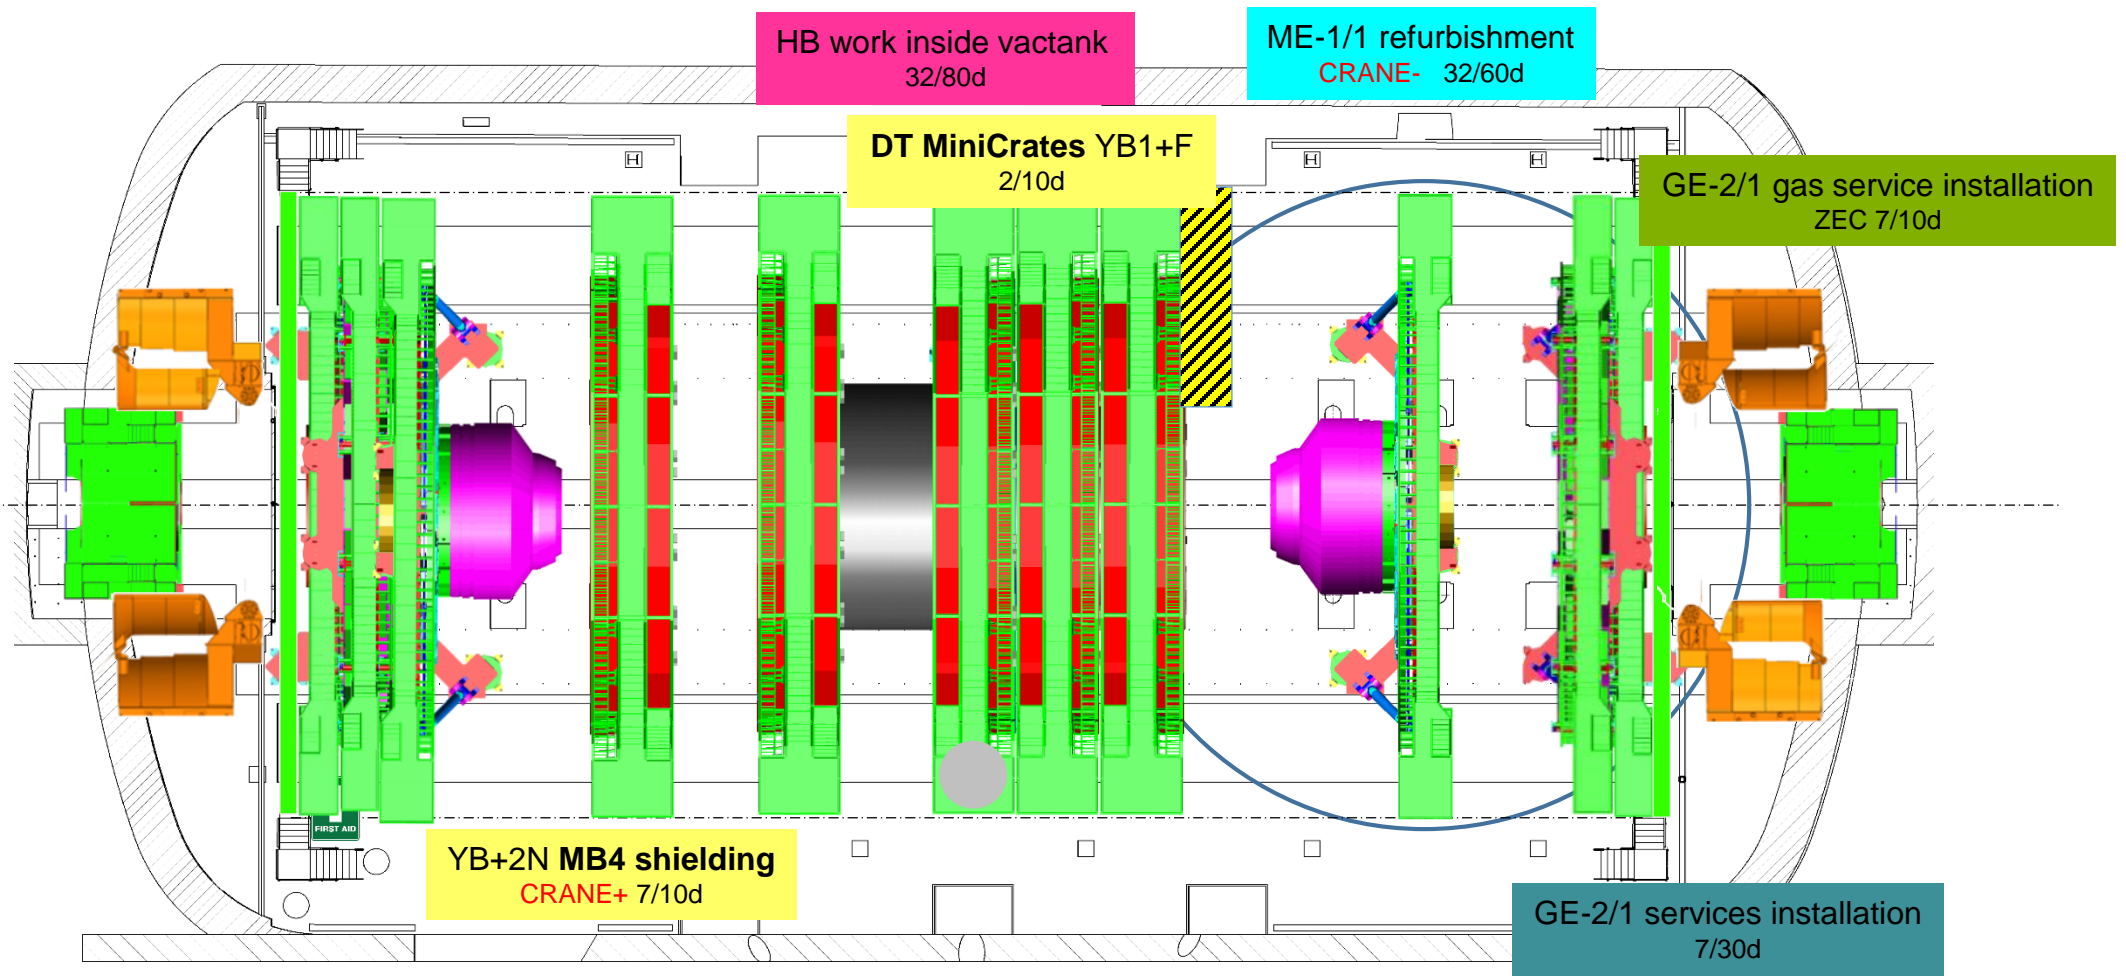 HB work inside vactank
32/80d
ME-1/1 refurbishment
CRANE- 32/60d
DT MiniCrates YB1+F
2/10d
H
H
H
GE-2/1 gas service installation
ZEC 7/10d
FIRST AID
YB+2N MB4 shielding
CRANE+ 7/10d
GE-2/1 services installation
7/30d